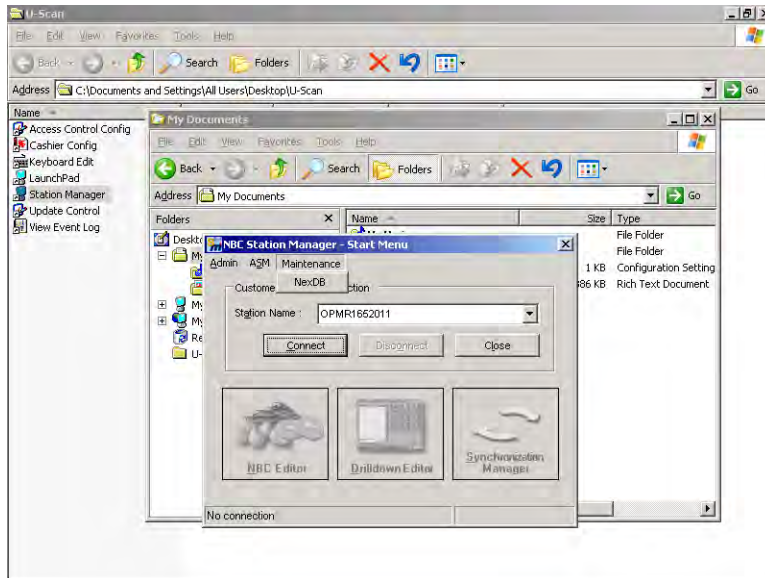 U-Scan
File Edit View Favorites Tools Help
Back Search Folders
Address C:\Documents and Settings\All Users\Desktop\U-Scan Go
Name
Access Control Config
Cashier Config
Keyboard Edit
LaunchPad
Station Manager
Update Control
View Event Log
My Documents
File Edit View Favorites Tools Help
Back Search Folders
Address My Documents Go
Folders Name Size Type
File Folder
File Folder
1 KB Configuration Setting
386 KB Rich Text Document
NBC Station Manager - Start Menu
Admin ASM Maintenance
NexDB
Station Name : OPMR1652011
Connect Disconnect Close
NBC Editor Drilldown Editor Synchronization
Manager
No connection